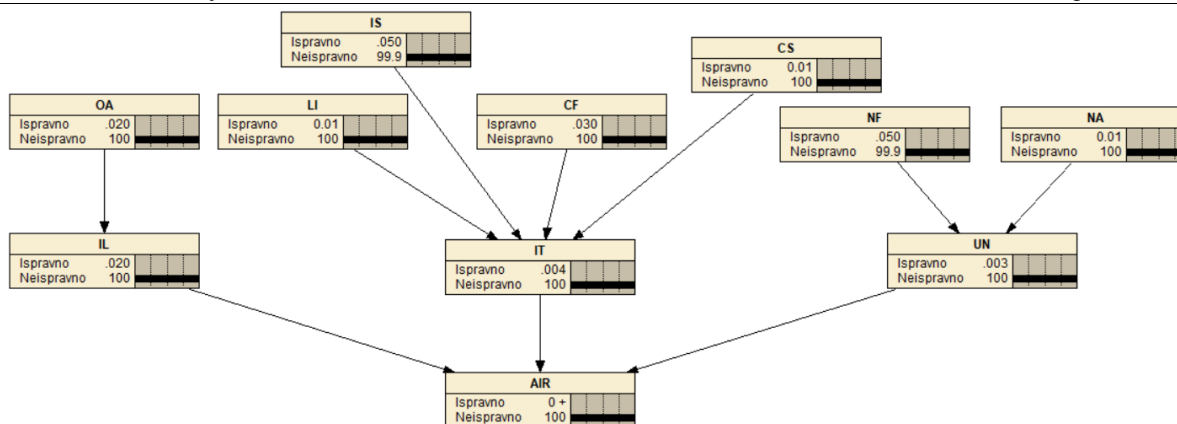 IS
Ispravno .050
Neispravno 99.9
CS
Ispravno 0.01
Neispravno 100
OA
Ispravno .020
Neispravno 100
LI
Ispravno 0.01
Neispravno 100
CF
Ispravno .030
Neispravno 100
NF
Ispravno .050
Neispravno 99.9
NA
Ispravno 0.01
Neispravno 100
IL
Ispravno .020
Neispravno 100
IT
Ispravno .004
Neispravno 100
UN
Ispravno .003
Neispravno 100
AIR
Ispravno 0 +
Neispravno 100